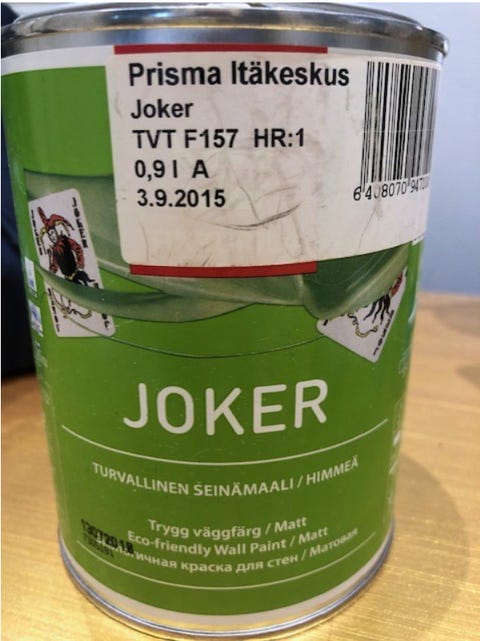 Prisma Itäkeskus
Joker
TVT F157 HR:1
0,9 l A
3.9.2015
JOKER
JOKER
TURVALLINEN SEINÄMAALI / HIMMEÄ
Trygg väggfärg / Matt
Eco-friendly Wall Paint / Matt
краска для стен / Матовая